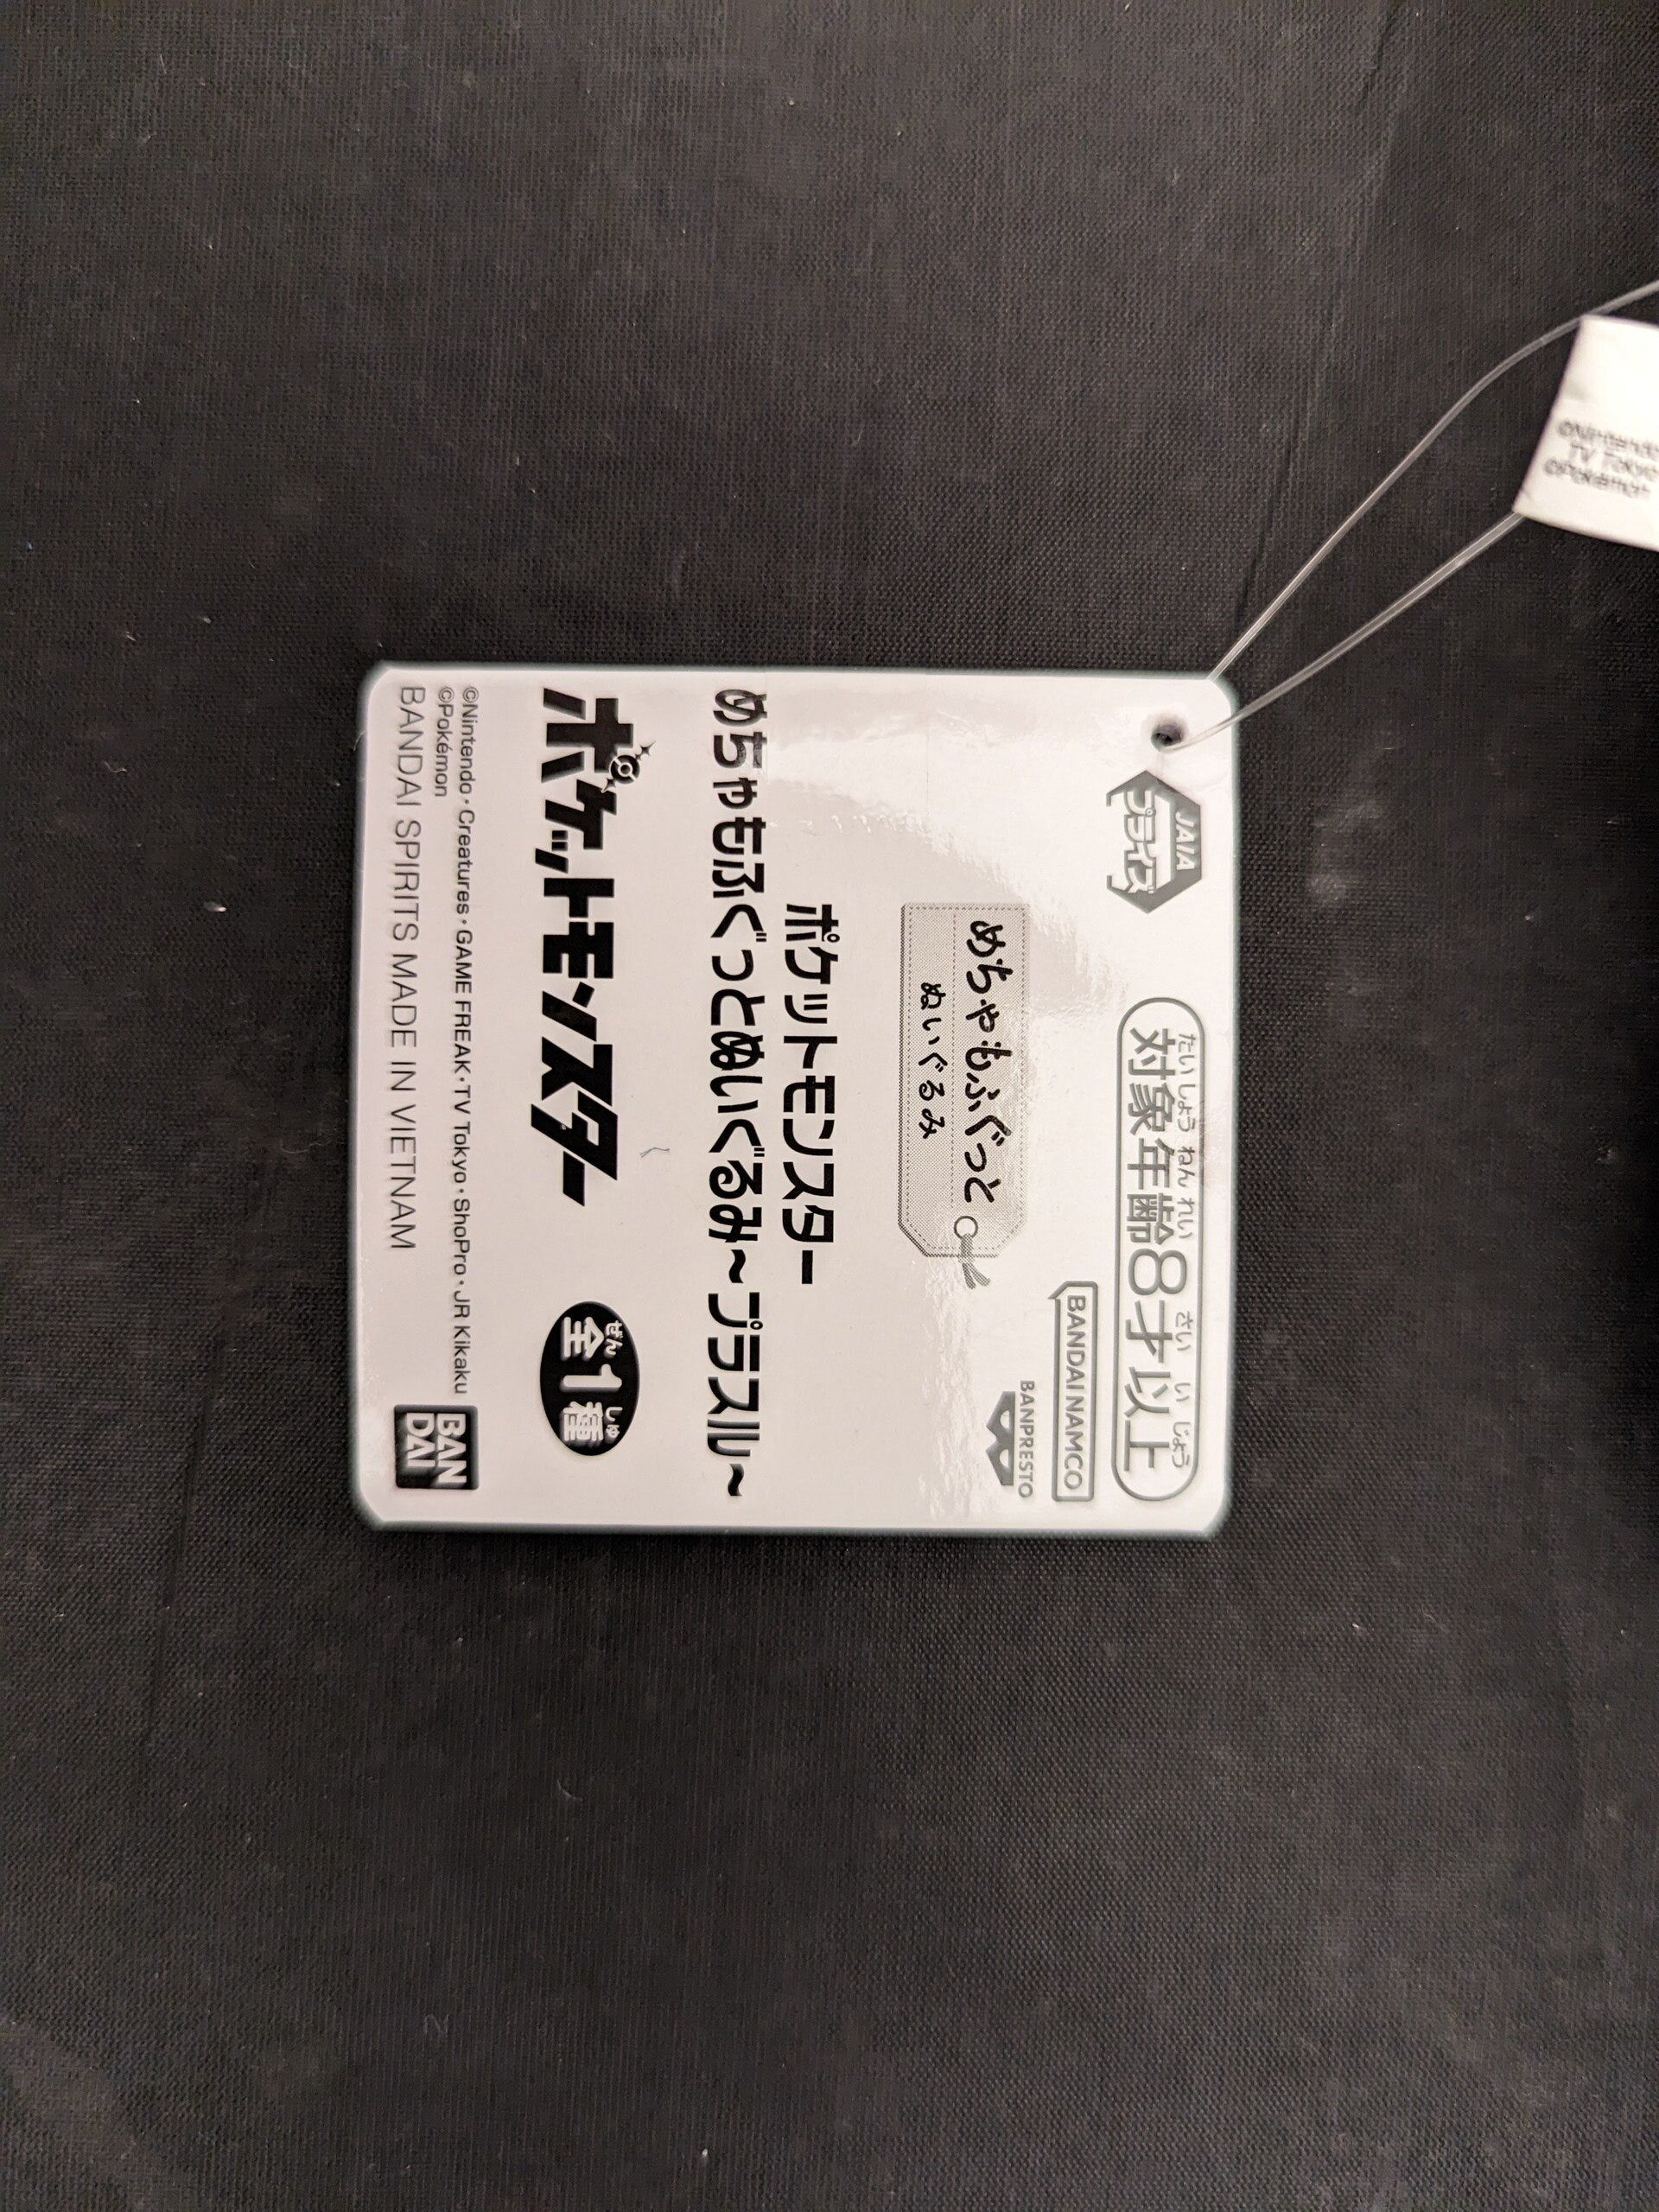 JAIA
プライズ
たいしょうねんれい さい いじょう
対象年齢8才以上
BANDAI NAMCO
BANPRESTO
めちゃもふぐっと
ぬいぐるみ
ポケットモンスター
めちゃもふぐっとぬいぐるみ~プラスル~
ポケットモンスター
ぜん しゅ
全1種
©Nintendo・Creatures・GAME FREAK・TV Tokyo・ShoPro・JR Kikaku
©Pokémon
BANDAI SPIRITS MADE IN VIETNAM
BAN
DAI
©Nintendo
TV Tokyo
©Pokémon